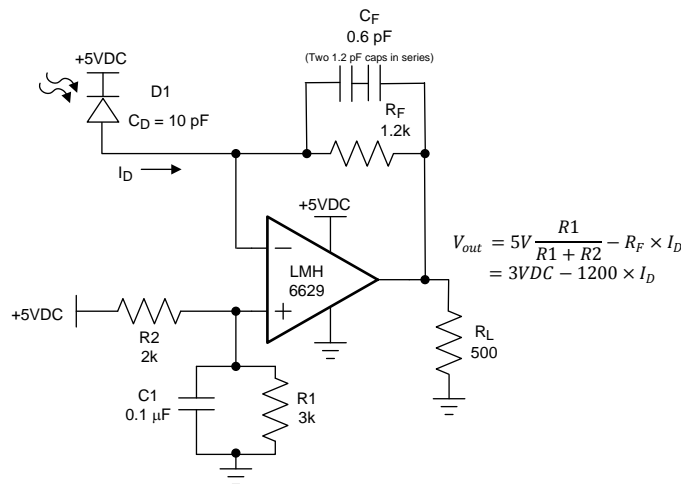 C_F
0.6 pF
(Two 1.2 pF caps in series)
+5VDC
D1
C_D = 10 pF
R_F
1.2k
I_D
+5VDC
−
LMH
6629
+
V_out = 5V R1 / (R1 + R2) − R_F × I_D
= 3VDC − 1200 × I_D
+5VDC
R2
2k
R_L
500
C1
0.1 µF
R1
3k